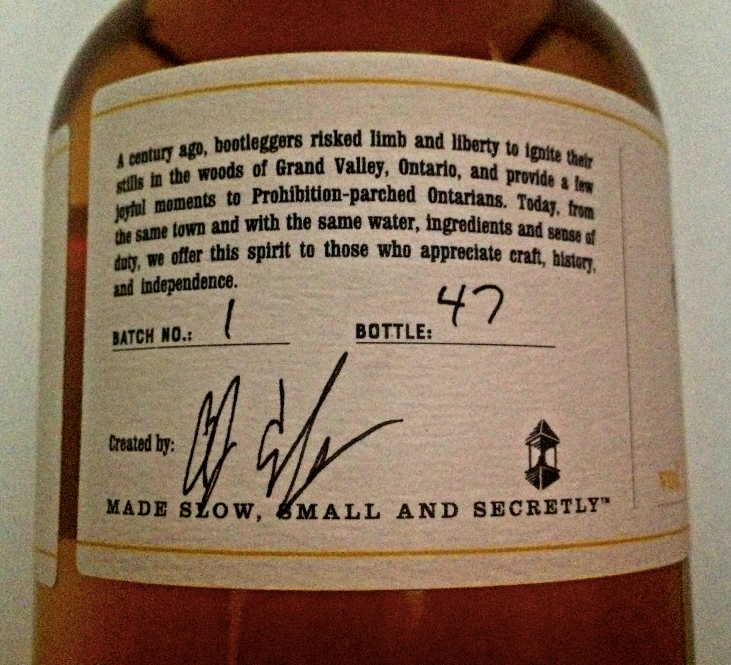 A century ago, bootleggers risked limb and liberty to ignite their
stills in the woods of Grand Valley, Ontario, and provide a few
joyful moments to Prohibition-parched Ontarians. Today, from
the same town and with the same water, ingredients and sense of
duty, we offer this spirit to those who appreciate craft, history,
and independence.
BATCH NO.: 1 BOTTLE: 47
Created by:
MADE SLOW, SMALL AND SECRETLY™